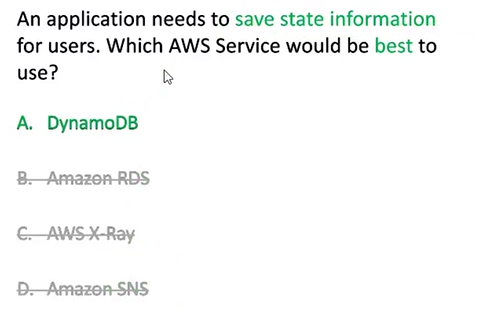 An application needs to save state information
for users. Which AWS Service would be best to
use?
A. DynamoDB
B. Amazon RDS
C. AWS X-Ray
D. Amazon SNS